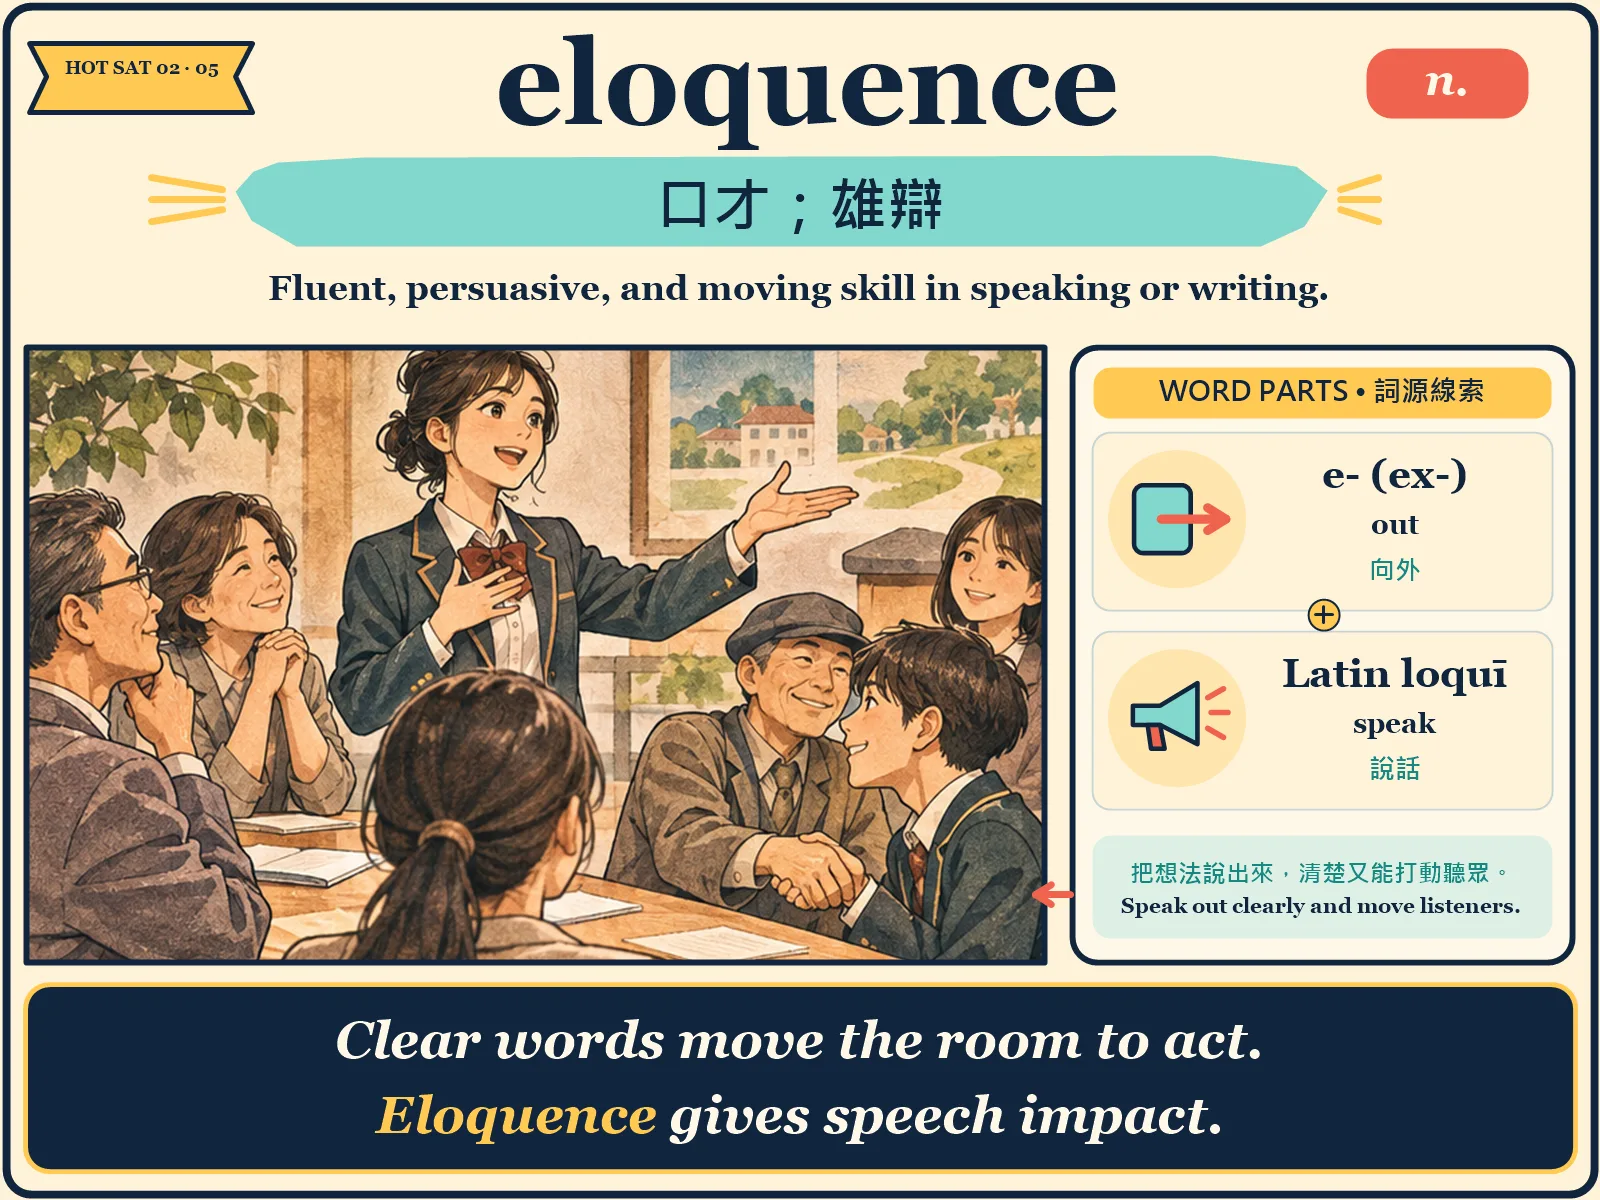 HOT SAT 02 · 05
eloquence
n.
口才；雄辯
Fluent, persuasive, and moving skill in speaking or writing.
WORD PARTS • 詞源線索
e- (ex-)
out
向外
+
Latin loquī
speak
說話
把想法說出來，清楚又能打動聽眾。
Speak out clearly and move listeners.
Clear words move the room to act.
Eloquence gives speech impact.